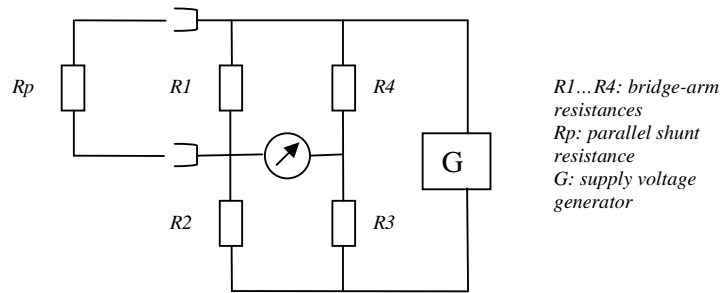 Rp
R1
R4
G
R2
R3
R1...R4: bridge-arm
resistances
Rp: parallel shunt
resistance
G: supply voltage
generator